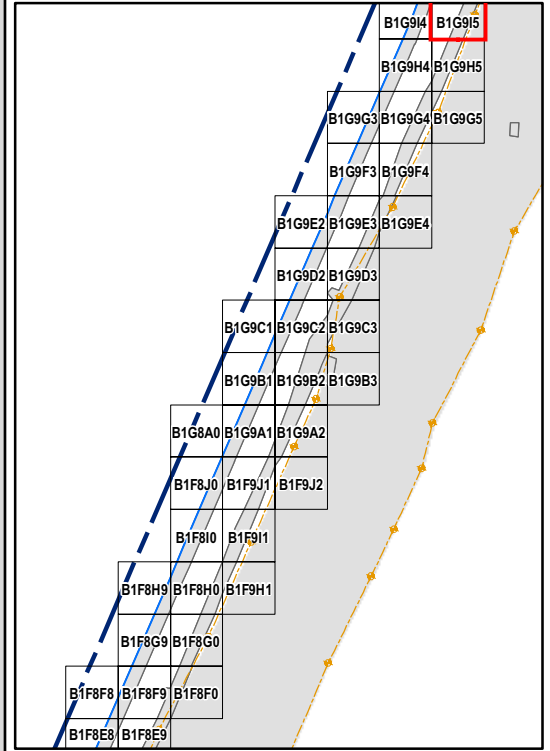 B1G9I4 B1G9I5
B1G9H4 B1G9H5
B1G9G3 B1G9G4 B1G9G5
B1G9F3 B1G9F4
B1G9E2 B1G9E3 B1G9E4
B1G9D2 B1G9D3
B1G9C1 B1G9C2 B1G9C3
B1G9B1 B1G9B2 B1G9B3
B1G8A0 B1G9A1 B1G9A2
B1F8J0 B1F9J1 B1F9J2
B1F8I0 B1F9I1
B1F8H9 B1F8H0 B1F9H1
B1F8G9 B1F8G0
B1F8F8 B1F8F9 B1F8F0
B1F8E8 B1F8E9